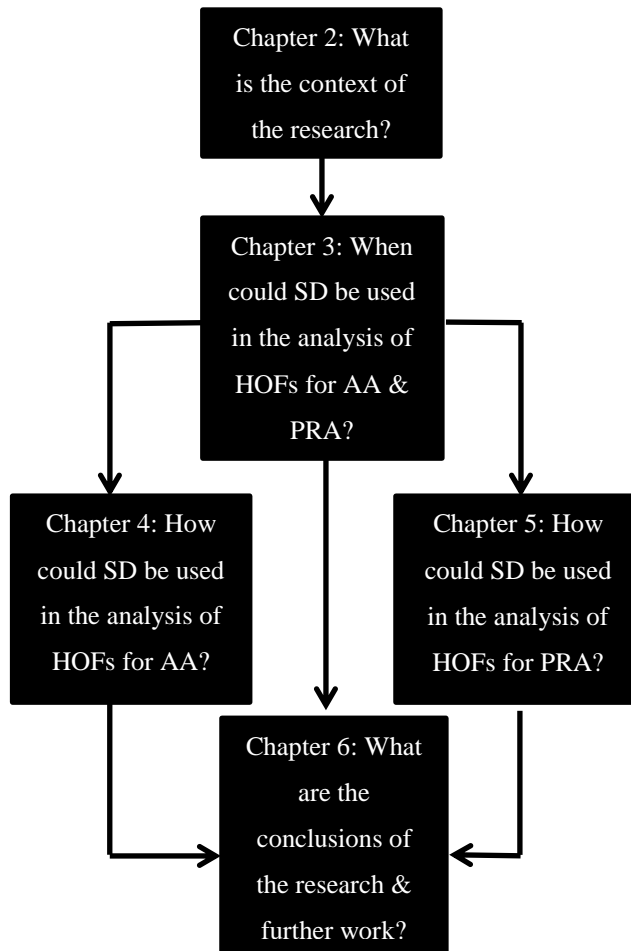 Chapter 2: What
is the context of
the research?
Chapter 3: When
could SD be used
in the analysis of
HOFs for AA &
PRA?
Chapter 4: How
could SD be used
in the analysis of
HOFs for AA?
Chapter 5: How
could SD be used
in the analysis of
HOFs for PRA?
Chapter 6: What
are the
conclusions of
the research &
further work?